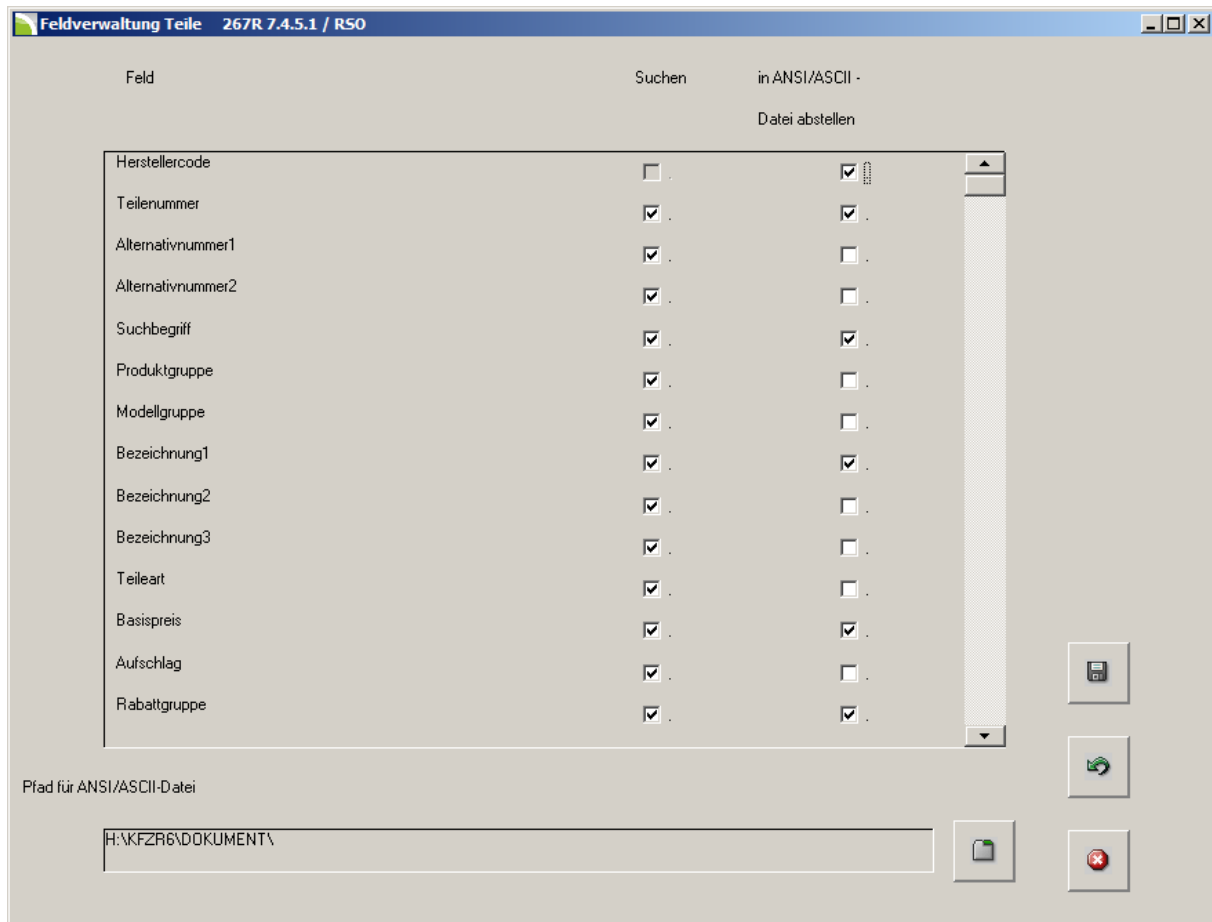 Feldverwaltung Teile 267R 7.4.5.1 / RSO
Feld Suchen in ANSI/ASCII -
Datei abstellen
Herstellercode
Teilenummer
Alternativnummer1
Alternativnummer2
Suchbegriff
Produktgruppe
Modellgruppe
Bezeichnung1
Bezeichnung2
Bezeichnung3
Teileart
Basispreis
Aufschlag
Rabattgruppe
Pfad für ANSI/ASCII-Datei
H:\KFZR6\DOKUMENT\